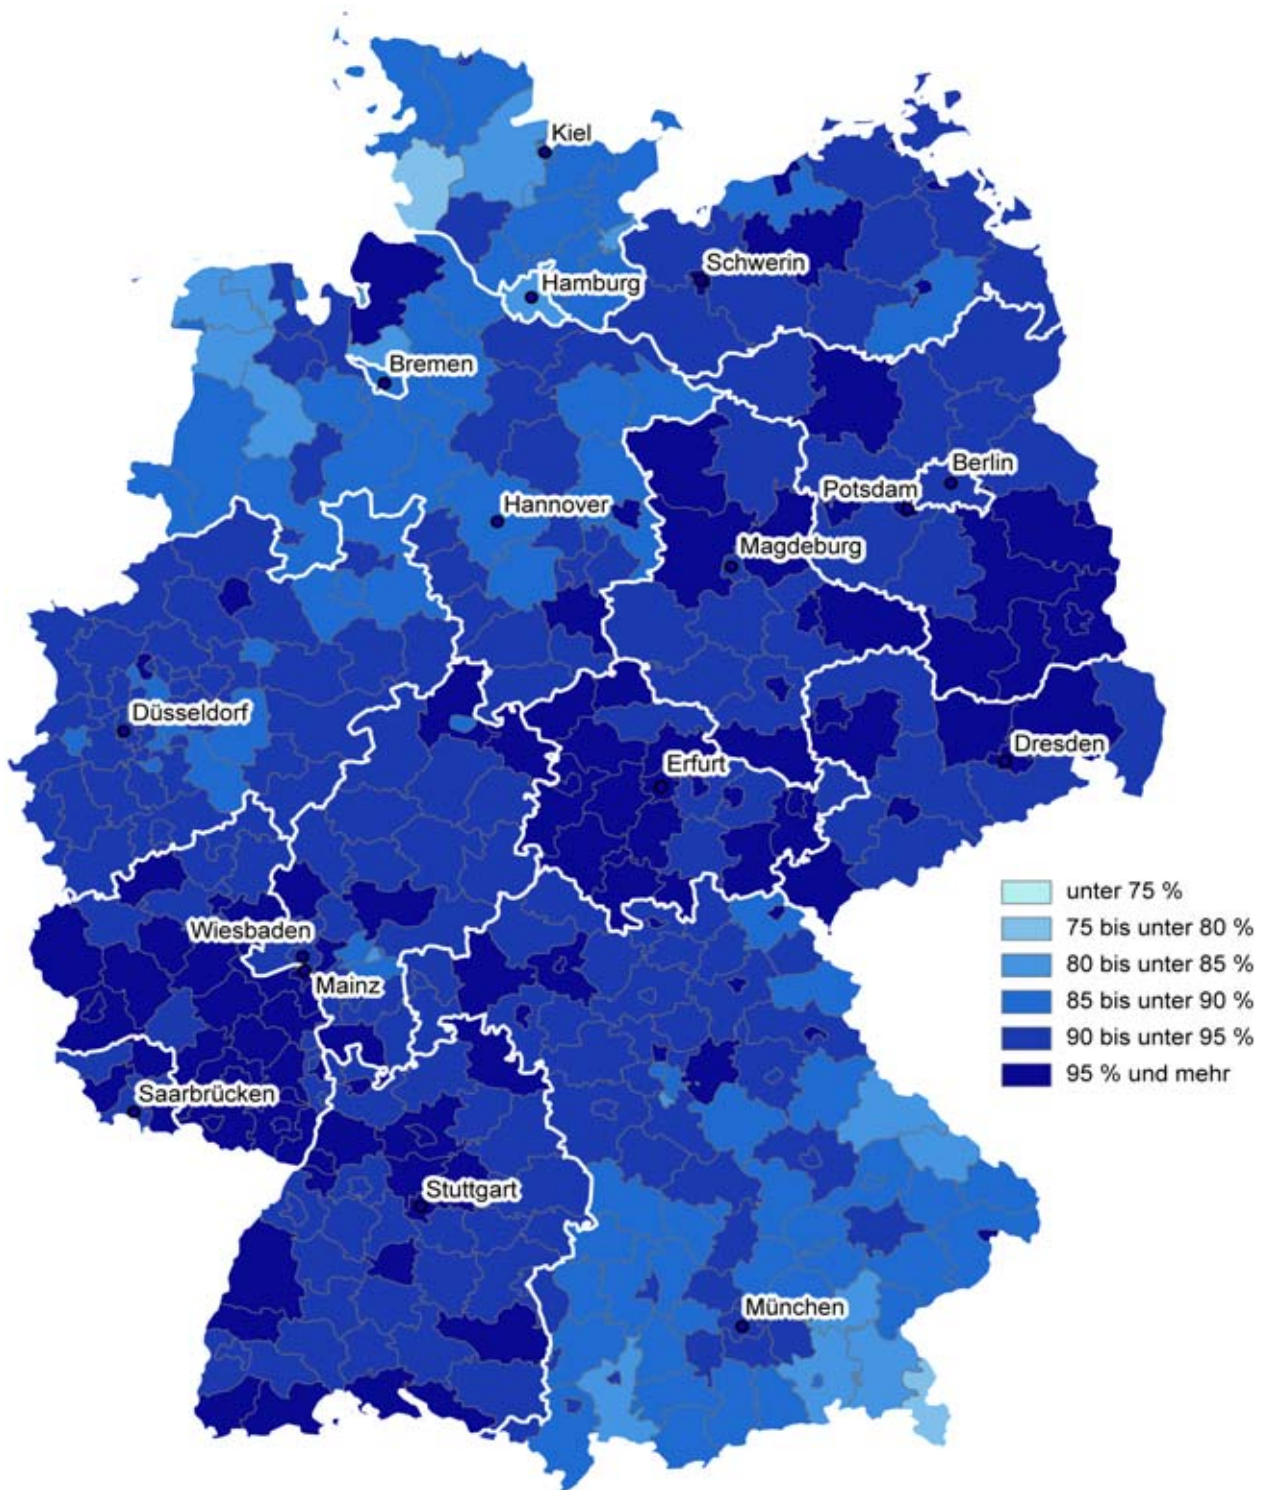 Kiel
Schwerin
Hamburg
Bremen
Berlin
Potsdam
Hannover
Magdeburg
Düsseldorf
Dresden
Erfurt
unter 75 %
75 bis unter 80 %
80 bis unter 85 %
85 bis unter 90 %
90 bis unter 95 %
95 % und mehr
Wiesbaden
Mainz
Saarbrücken
Stuttgart
München